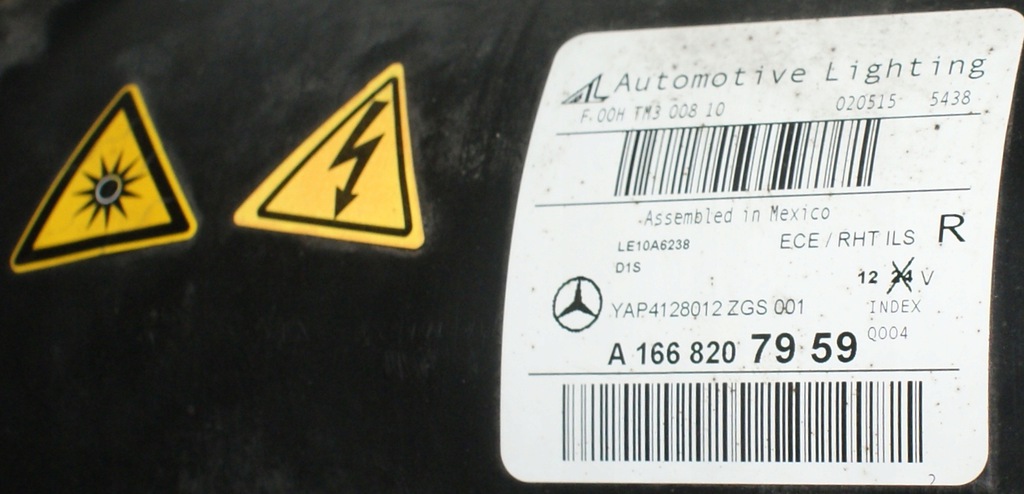 Automotive Lighting
F.00H TM3 008 10 020515 5438
Assembled in Mexico
LE10A6238 ECE / RHT ILS R
D1S 12 24 V
YAP4128012 ZGS 001 INDEX
Q004
A 166 820 79 59